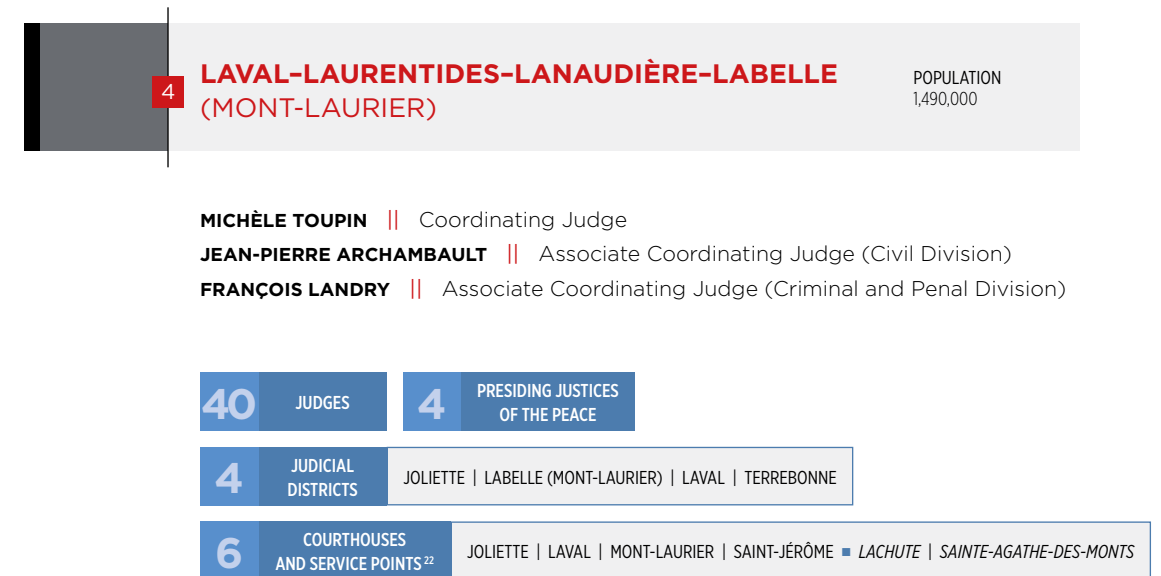 4
LAVAL–LAURENTIDES–LANAUDIÈRE–LABELLE
(MONT-LAURIER)
POPULATION
1,490,000
MICHÈLE TOUPIN || Coordinating Judge
JEAN-PIERRE ARCHAMBAULT || Associate Coordinating Judge (Civil Division)
FRANÇOIS LANDRY || Associate Coordinating Judge (Criminal and Penal Division)
40 JUDGES
4 PRESIDING JUSTICES
OF THE PEACE
4 JUDICIAL
DISTRICTS
JOLIETTE | LABELLE (MONT-LAURIER) | LAVAL | TERREBONNE
6 COURTHOUSES
AND SERVICE POINTS 22
JOLIETTE | LAVAL | MONT-LAURIER | SAINT-JÉRÔME ■ LACHUTE | SAINTE-AGATHE-DES-MONTS